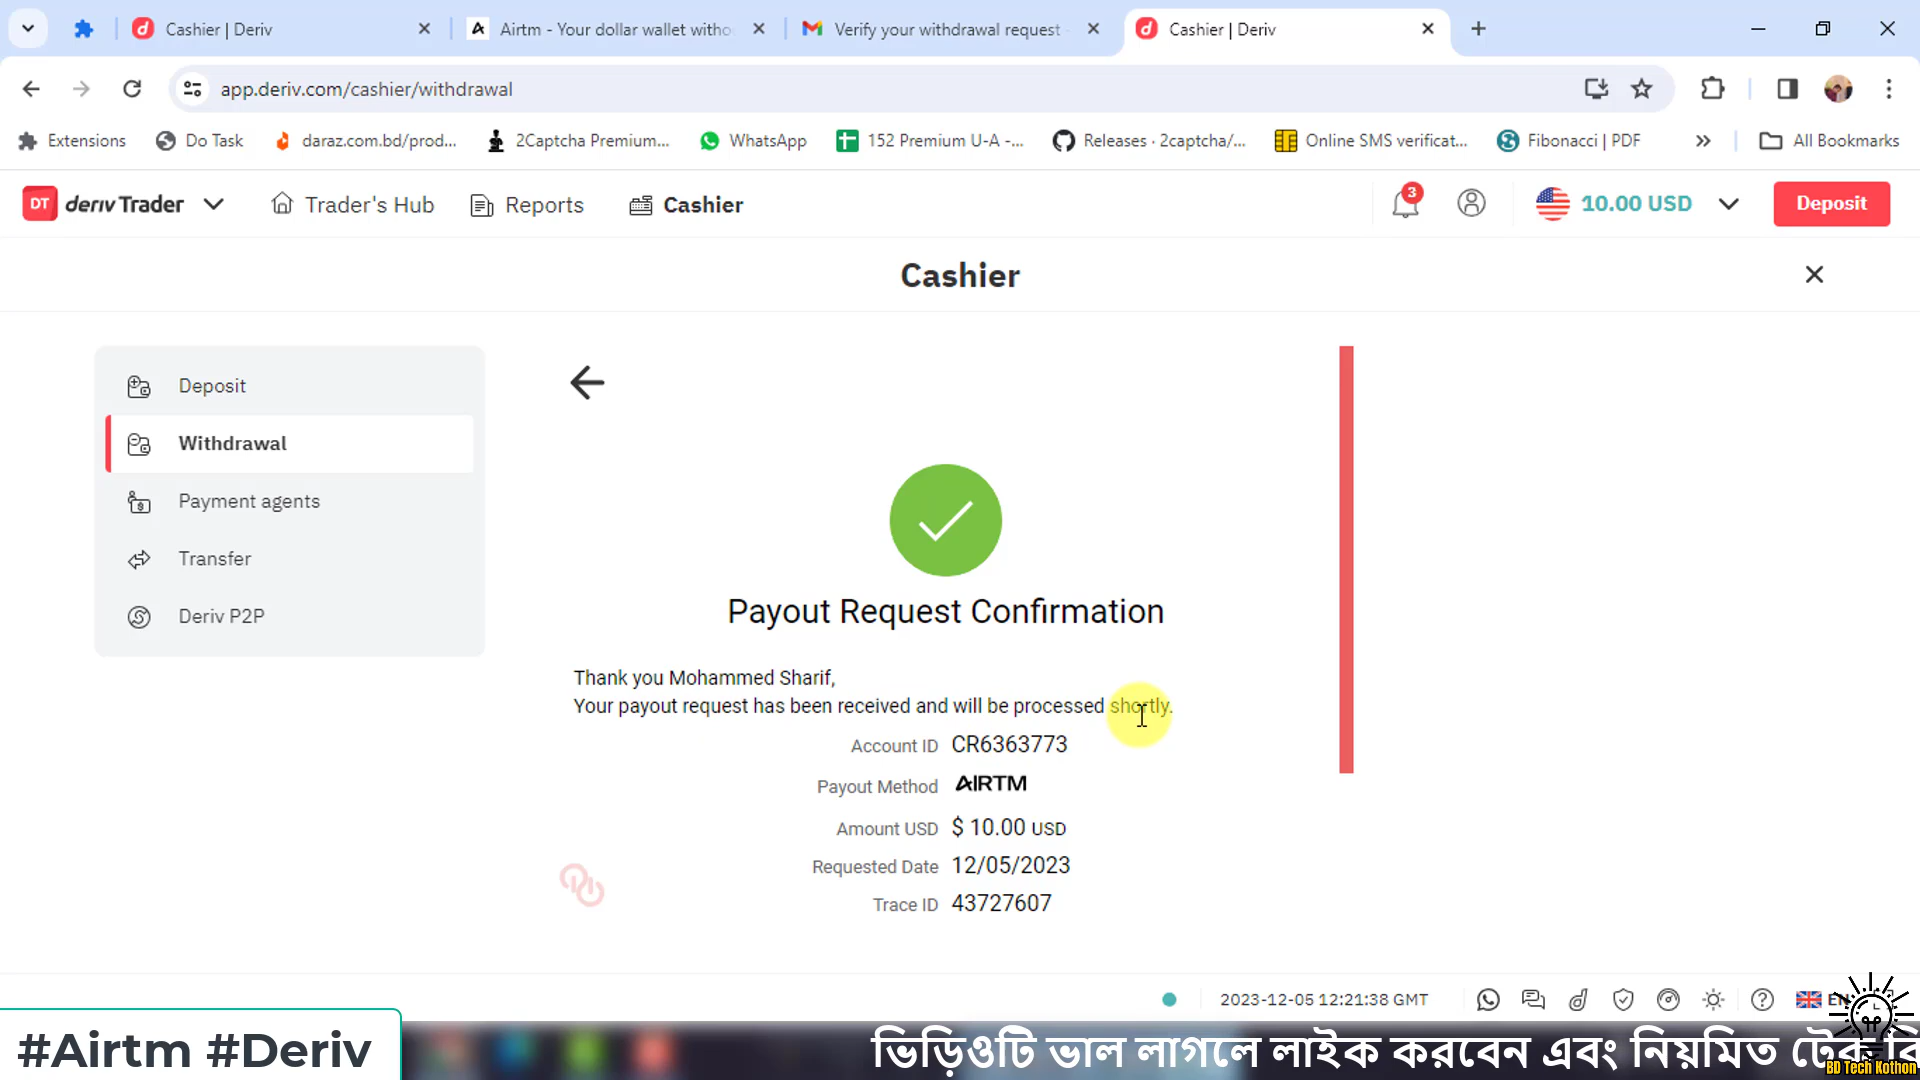 Cashier | Deriv
Airtm - Your dollar wallet witho
Verify your withdrawal request -
Cashier | Deriv
app.deriv.com/cashier/withdrawal
Extensions
Do Task
daraz.com.bd/prod...
2Captcha Premium...
WhatsApp
152 Premium U-A -...
Releases · 2captcha/...
Online SMS verificat...
Fibonacci | PDF
All Bookmarks
DT deriv Trader
Trader's Hub
Reports
Cashier
3
10.00 USD
Deposit
Cashier
Deposit
Withdrawal
Payment agents
Transfer
Deriv P2P
Payout Request Confirmation
Thank you Mohammed Sharif,
Your payout request has been received and will be processed shortly.
Account ID CR6363773
Payout Method AIRTM
Amount USD $ 10.00 USD
Requested Date 12/05/2023
Trace ID 43727607
2023-12-05 12:21:38 GMT
EN
#Airtm #Deriv
ভিড়িওটি ভাল লাগলে লাইক করবেন এবং নিয়মিত
BD Tech Kothon